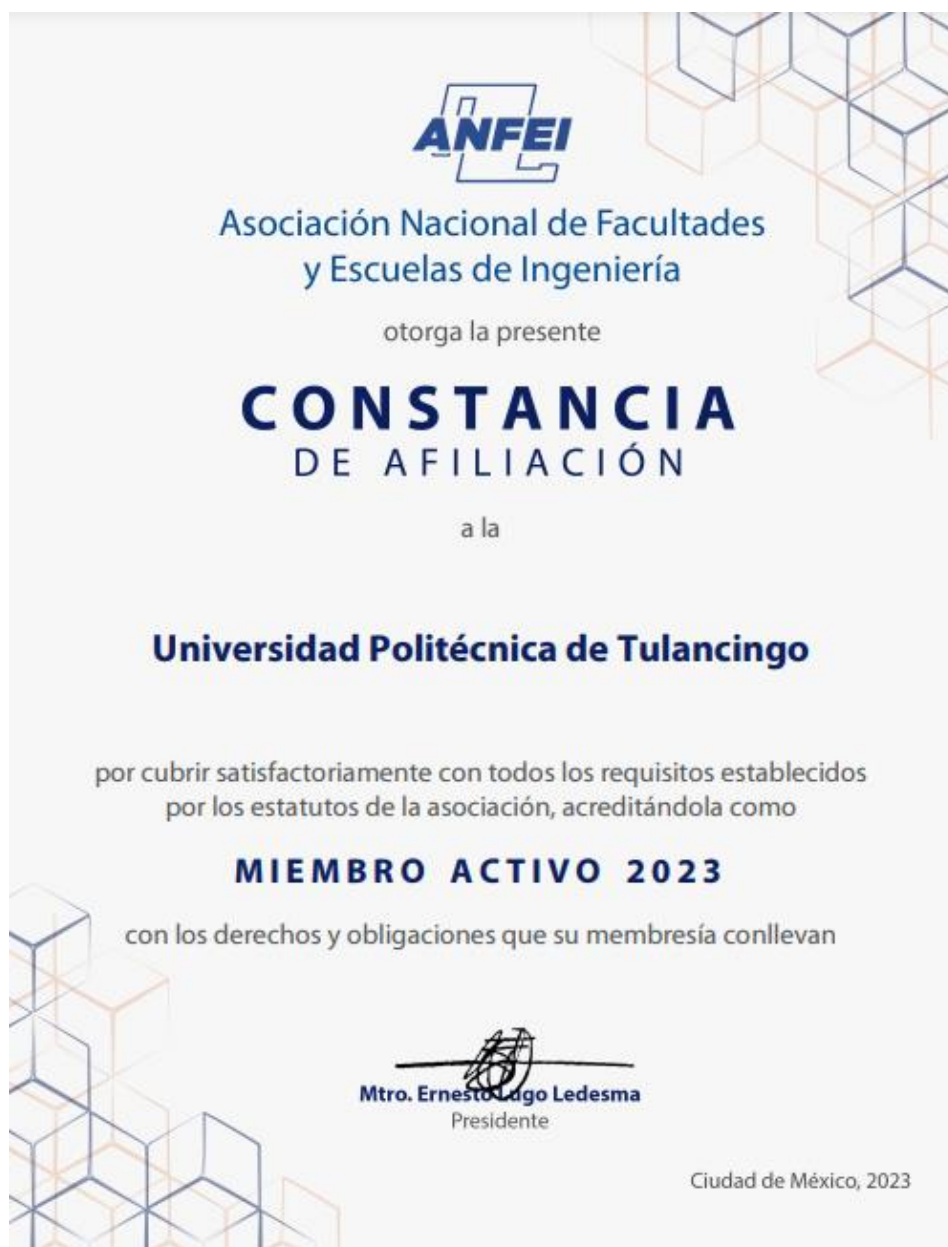 ANFEI
Asociación Nacional de Facultades
y Escuelas de Ingeniería
otorga la presente
CONSTANCIA
DE AFILIACIÓN
a la
Universidad Politécnica de Tulancingo
por cubrir satisfactoriamente con todos los requisitos establecidos
por los estatutos de la asociación, acreditándola como
MIEMBRO ACTIVO 2023
con los derechos y obligaciones que su membresía conllevan
Mtro. Ernesto Lugo Ledesma
Presidente
Ciudad de México, 2023